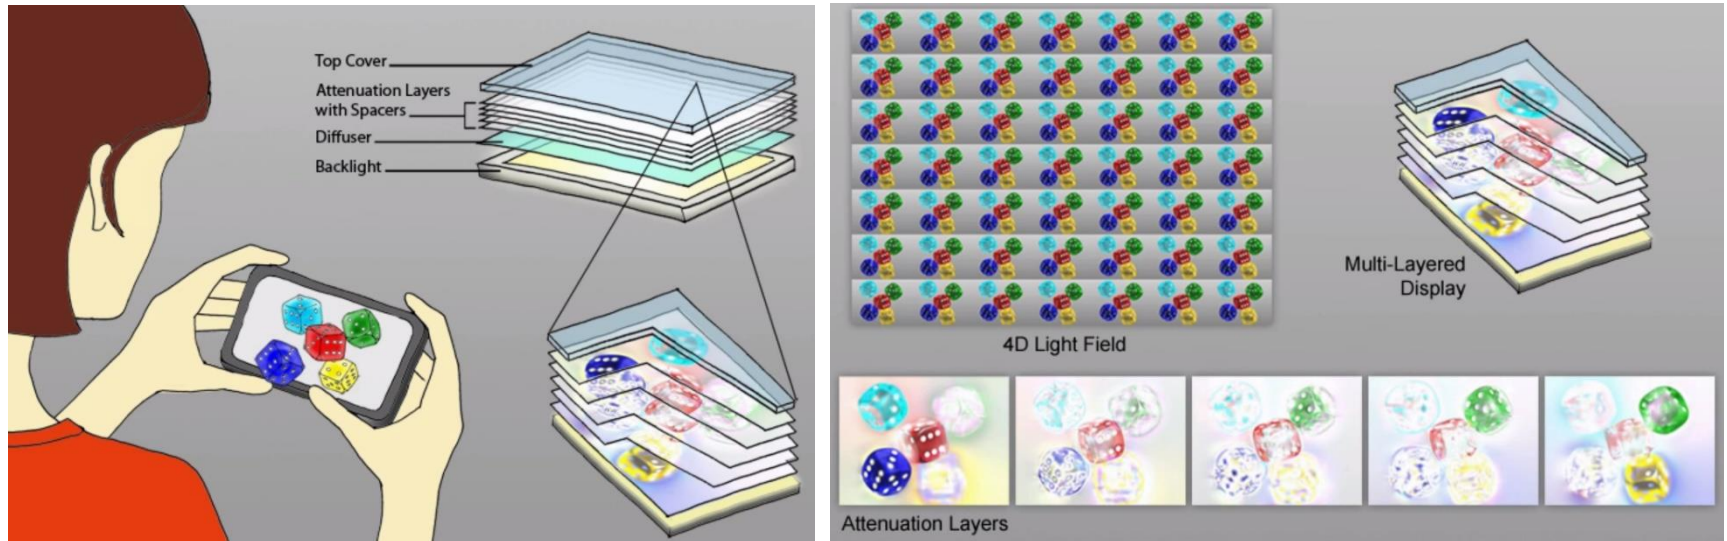 Top Cover
Attenuation Layers
with Spacers
Diffuser
Backlight
4D Light Field
Multi-Layered
Display
Attenuation Layers